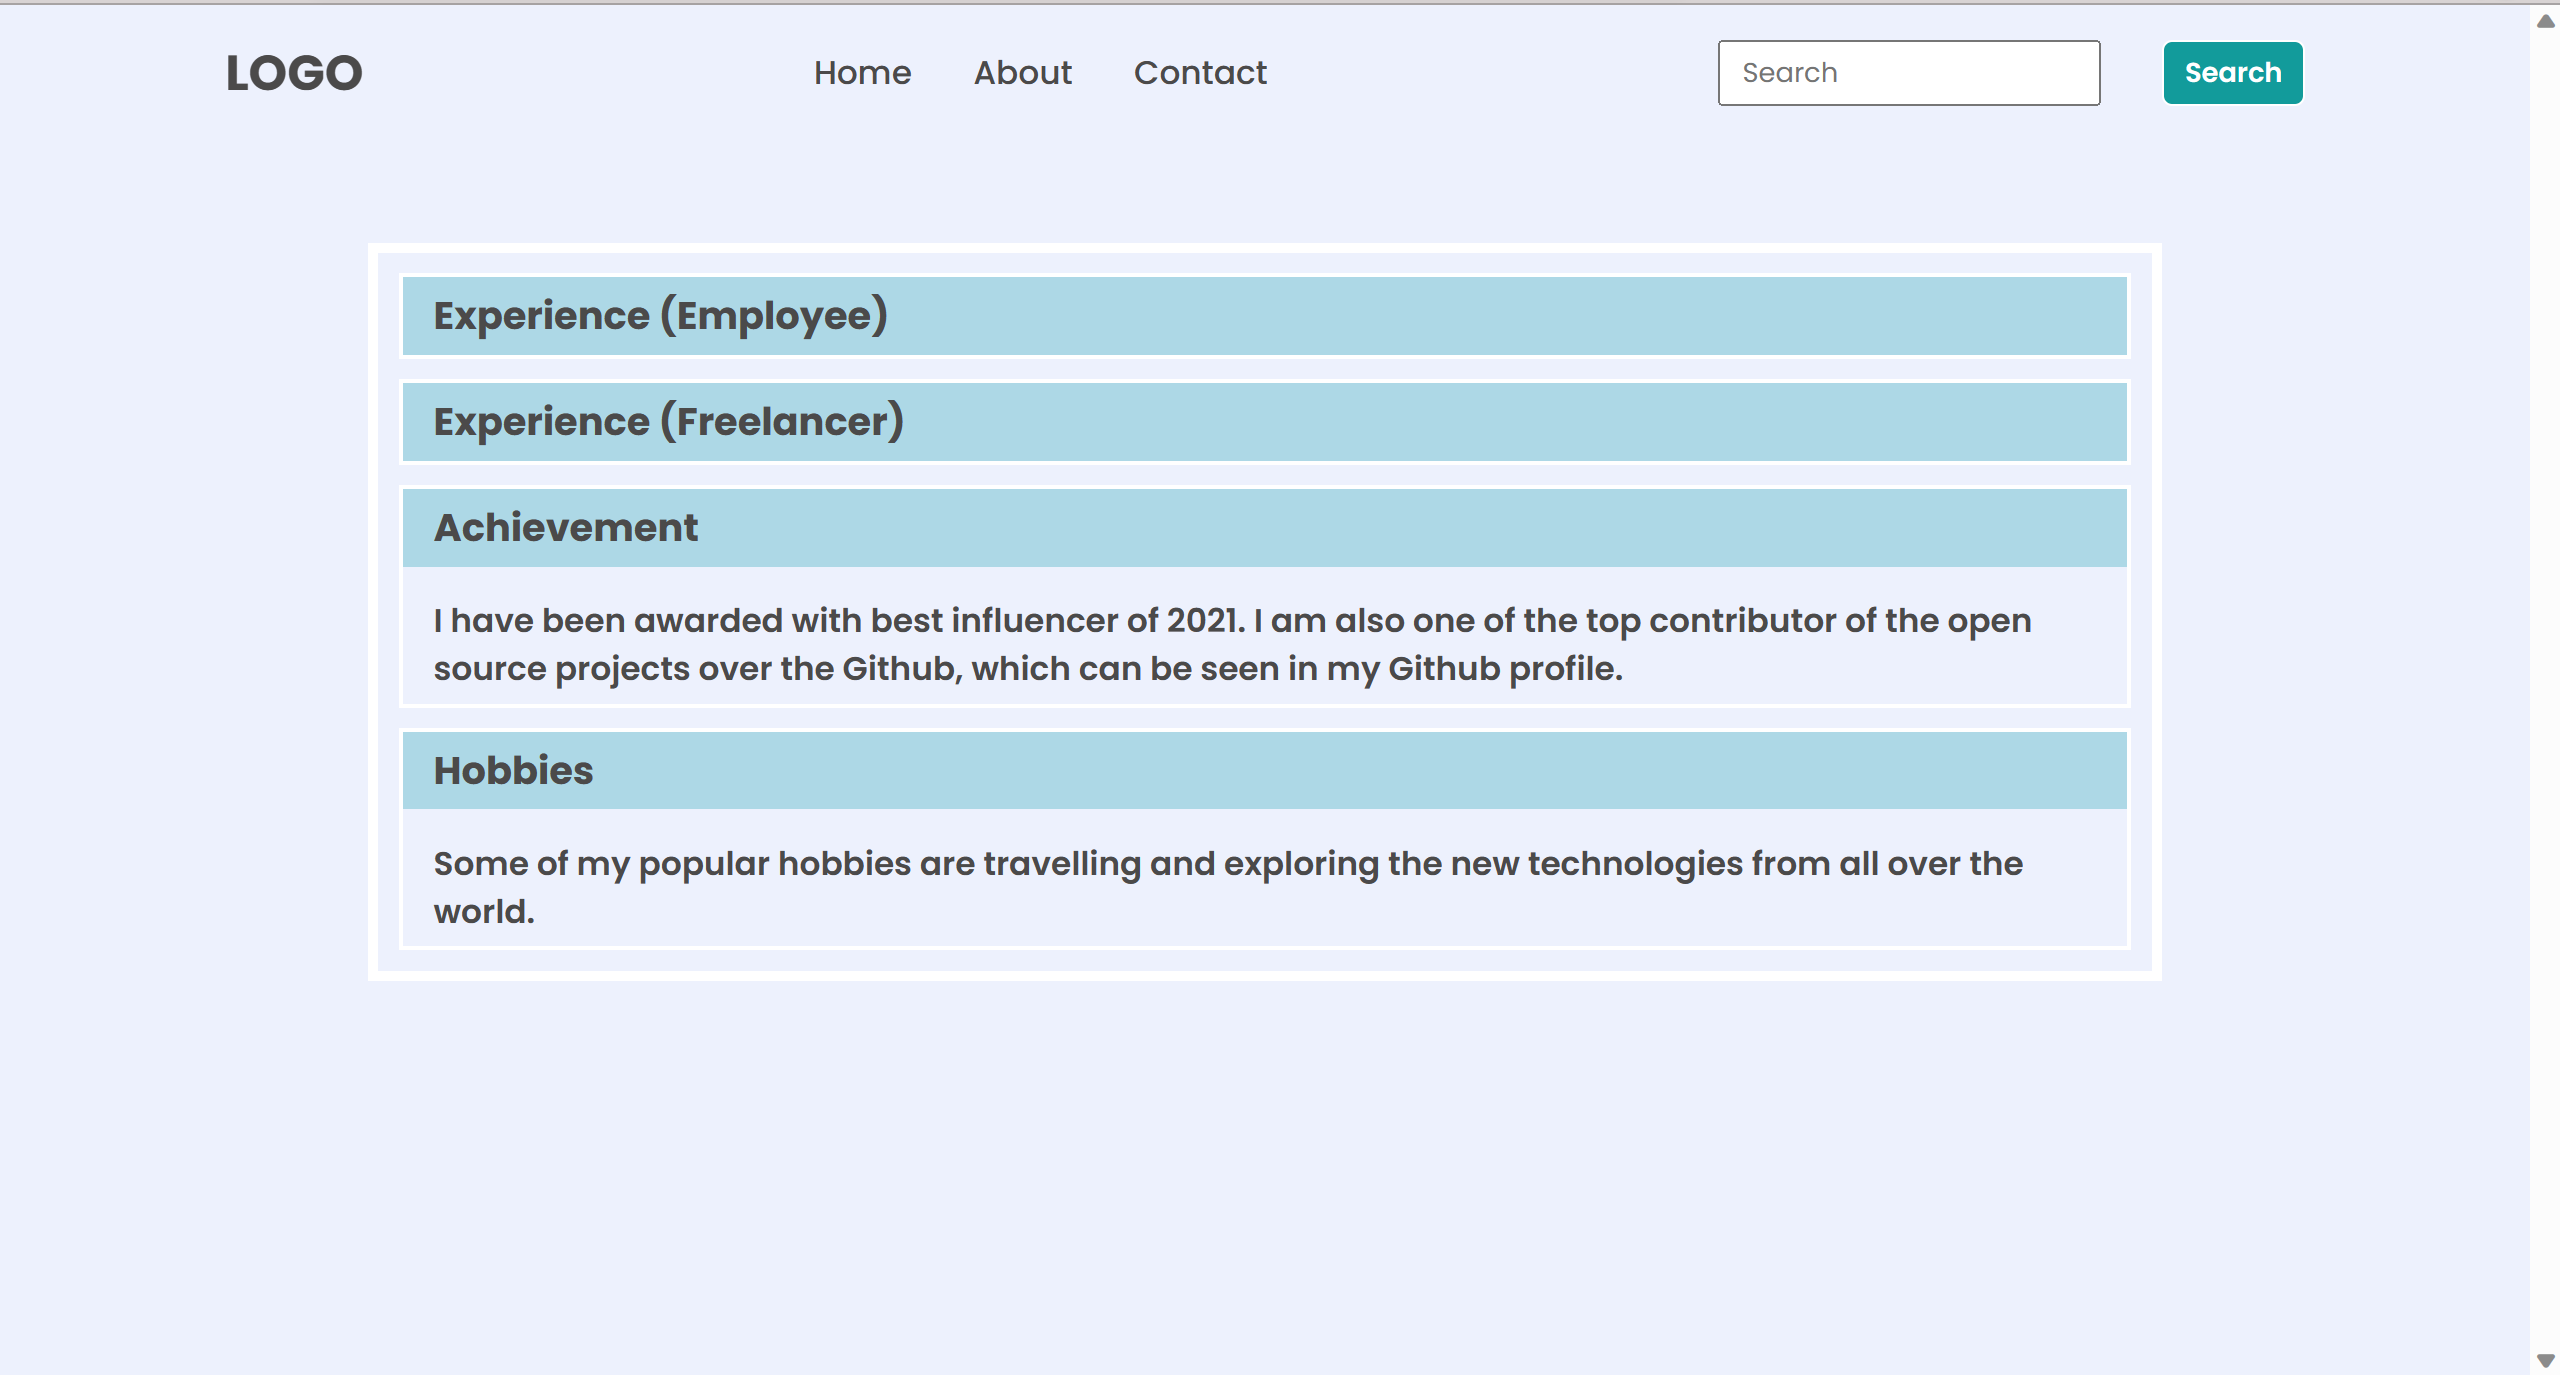 LOGO Home About Contact Search Search
Experience (Employee)
Experience (Freelancer)
Achievement
I have been awarded with best influencer of 2021. I am also one of the top contributor of the open
source projects over the Github, which can be seen in my Github profile.
Hobbies
Some of my popular hobbies are travelling and exploring the new technologies from all over the
world.